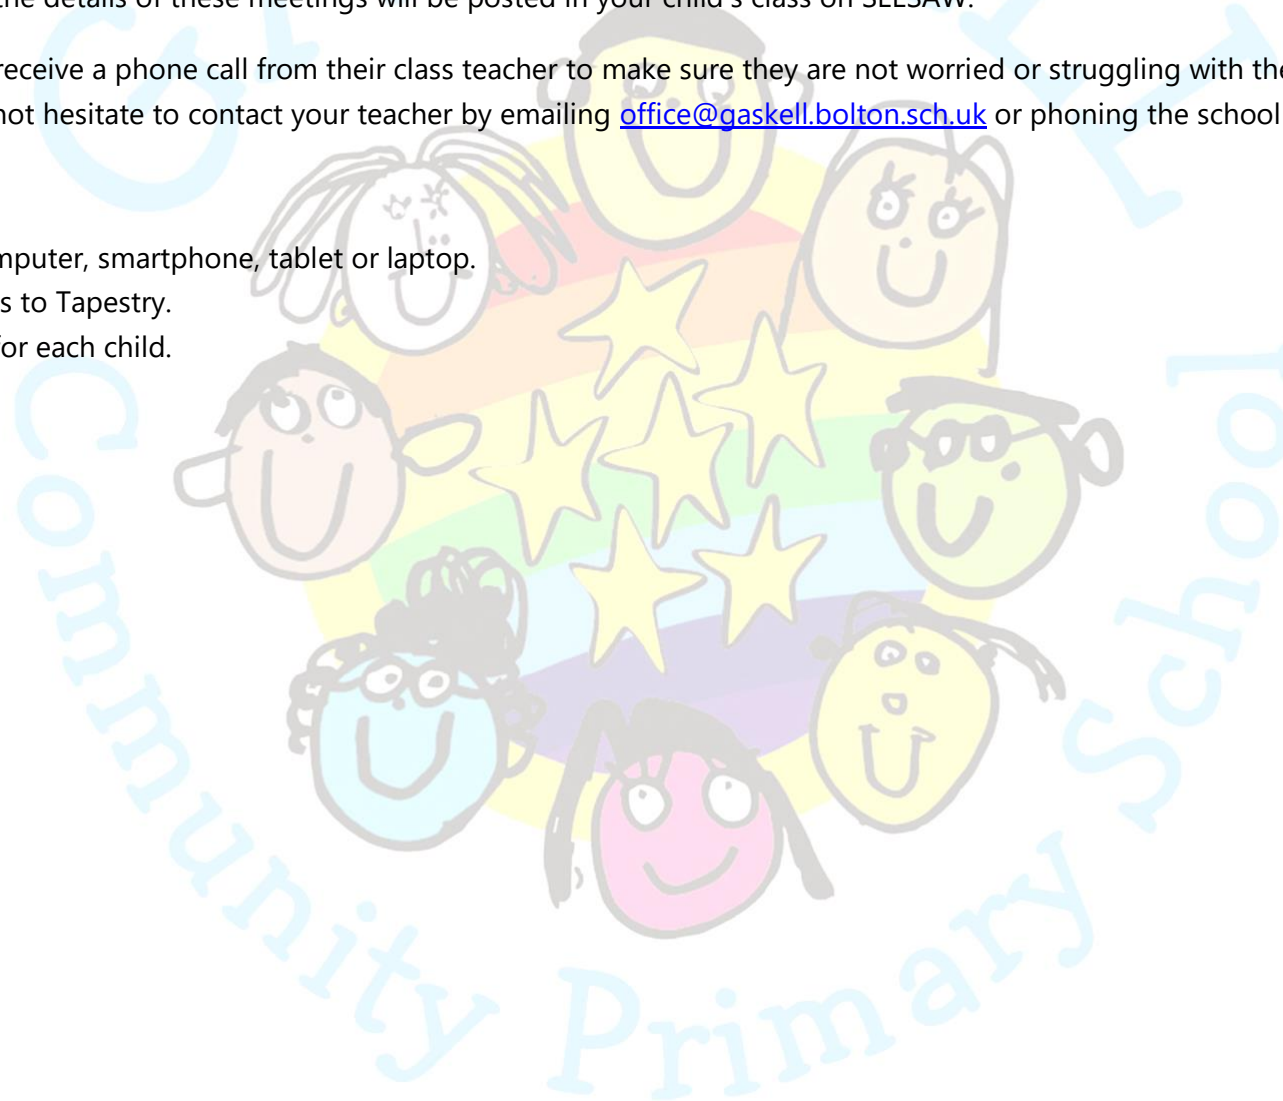 the details of these meetings will be posted in your child's class on SEESAW.
receive a phone call from their class teacher to make sure they are not worried or struggling with the
not hesitate to contact your teacher by emailing office@gaskell.bolton.sch.uk or phoning the school
mputer, smartphone, tablet or laptop.
s to Tapestry.
for each child.
Community Primary School